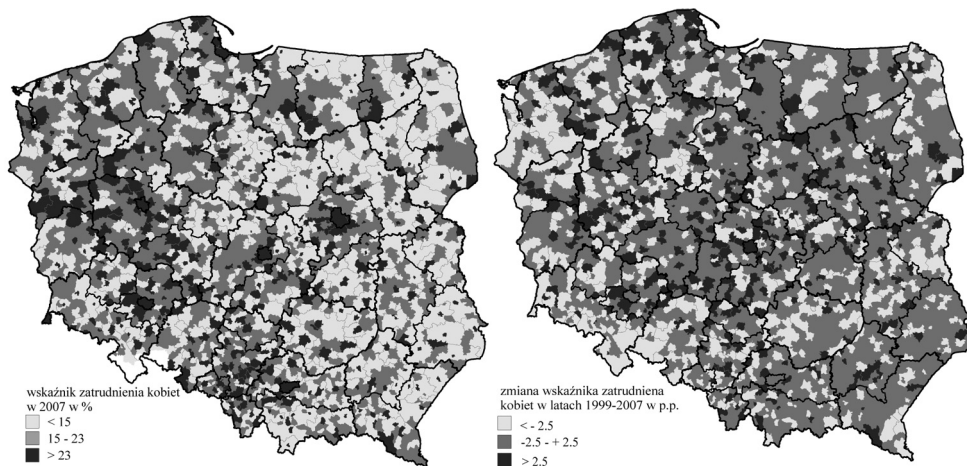 wskaźnik zatrudnienia kobiet
w 2007 w %
< 15
15 - 23
> 23
zmiana wskaźnika zatrudniena
kobiet w latach 1999-2007 w p.p.
< - 2.5
-2.5 - + 2.5
> 2.5